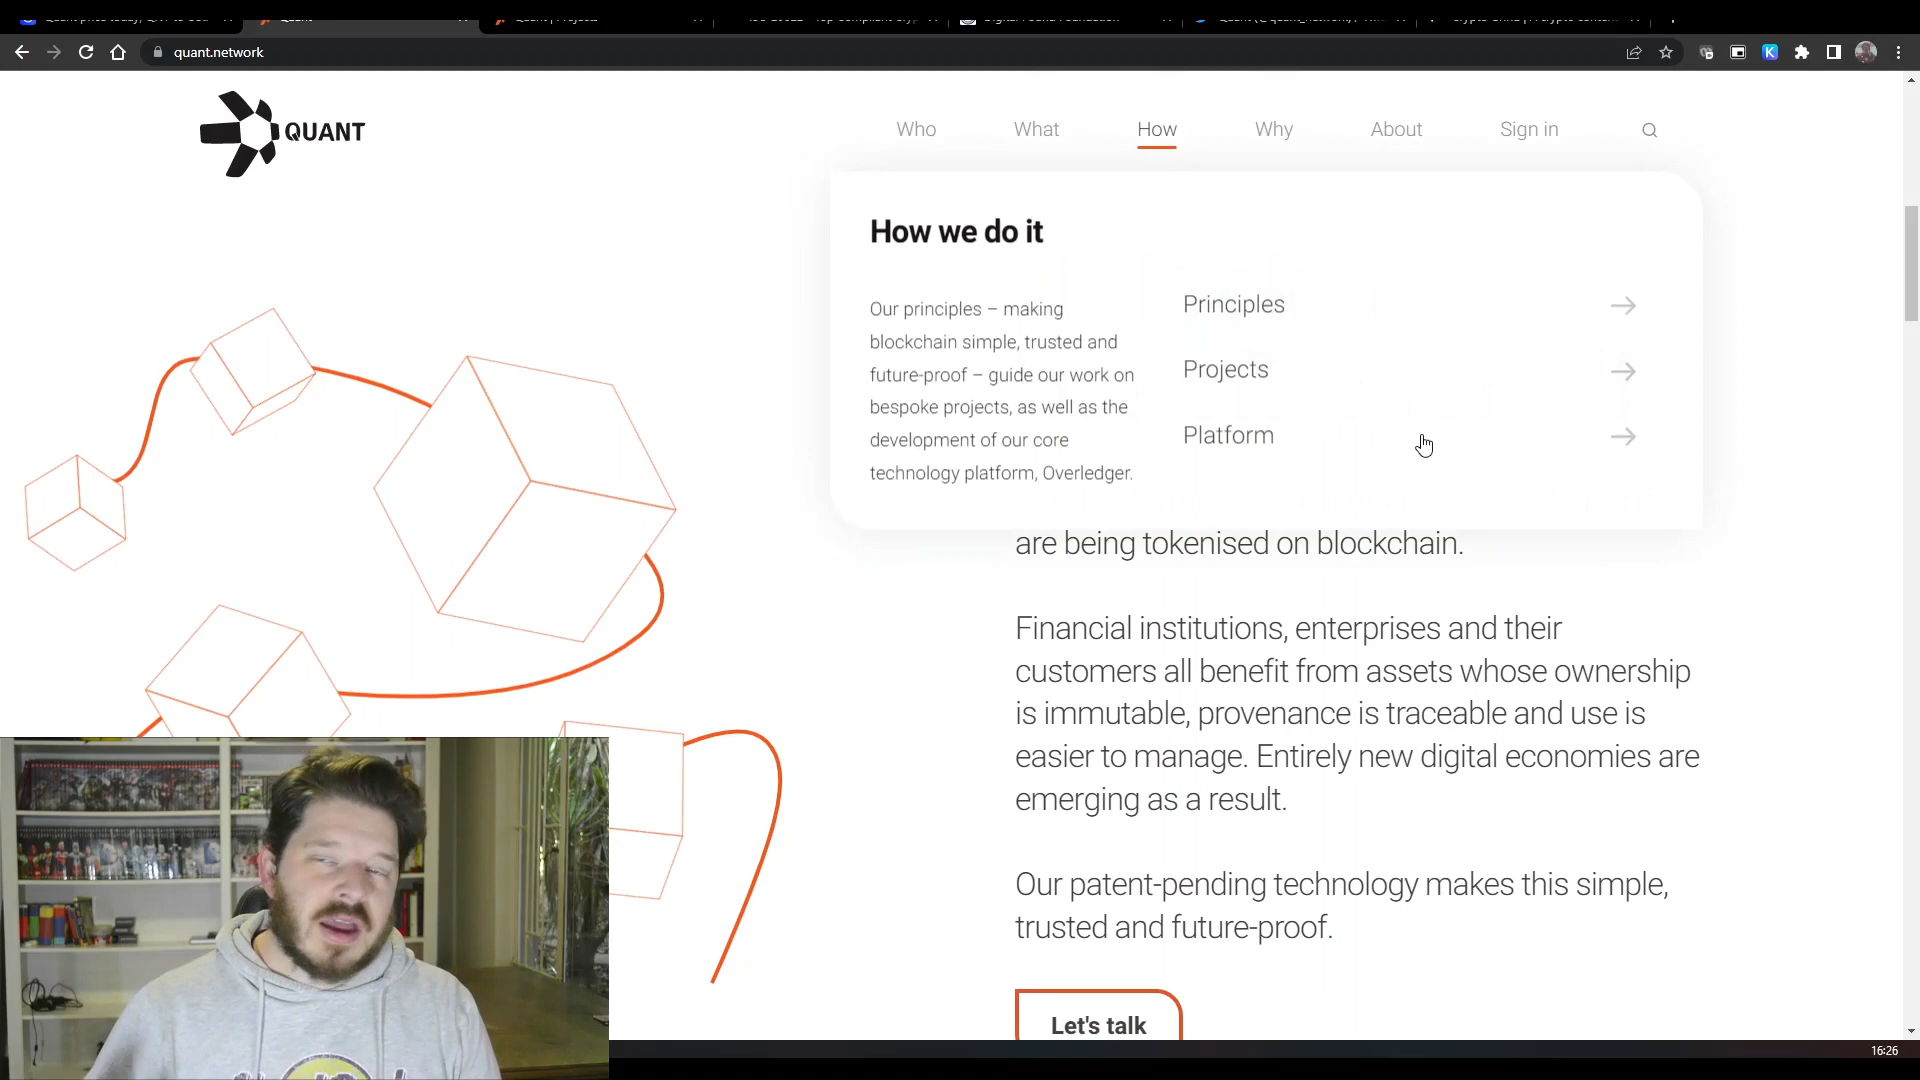 quant.network
QUANT
Who What How Why About Sign in
How we do it
Our principles – making
blockchain simple, trusted and
future-proof – guide our work on
bespoke projects, as well as the
development of our core
technology platform, Overledger.
Principles
Projects
Platform
are being tokenised on blockchain.
Financial institutions, enterprises and their
customers all benefit from assets whose ownership
is immutable, provenance is traceable and use is
easier to manage. Entirely new digital economies are
emerging as a result.
Our patent-pending technology makes this simple,
trusted and future-proof.
Let's talk
16:26